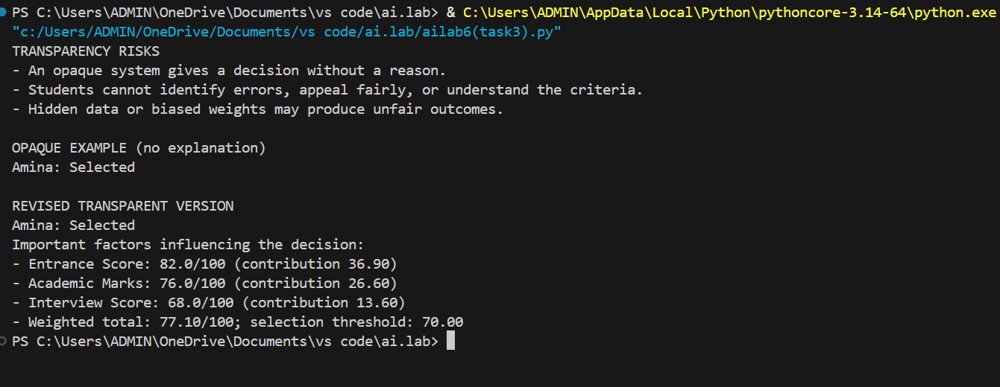 PS C:\Users\ADMIN\OneDrive\Documents\vs code\ai.lab> & C:\Users\ADMIN\AppData\Local\Python\pythoncore-3.14-64\python.exe
"c:/Users/ADMIN/OneDrive/Documents/vs code/ai.lab/ailab6(task3).py"
TRANSPARENCY RISKS
- An opaque system gives a decision without a reason.
- Students cannot identify errors, appeal fairly, or understand the criteria.
- Hidden data or biased weights may produce unfair outcomes.

OPAQUE EXAMPLE (no explanation)
Amina: Selected

REVISED TRANSPARENT VERSION
Amina: Selected
Important factors influencing the decision:
- Entrance Score: 82.0/100 (contribution 36.90)
- Academic Marks: 76.0/100 (contribution 26.60)
- Interview Score: 68.0/100 (contribution 13.60)
- Weighted total: 77.10/100; selection threshold: 70.00
PS C:\Users\ADMIN\OneDrive\Documents\vs code\ai.lab>